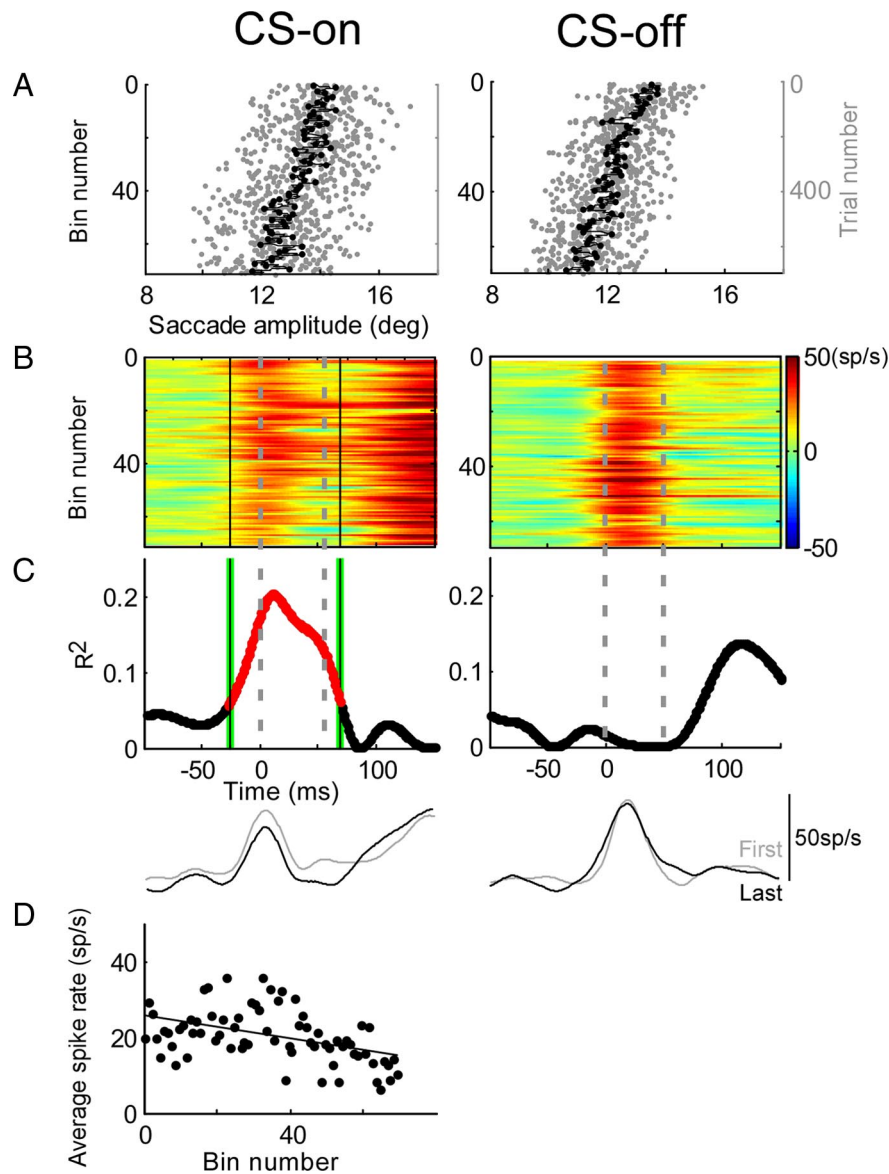 CS-on
CS-off
A
Bin number
0
40
8
12
16
Saccade amplitude (deg)
0
40
8
12
16
0
400
Trial number
B
Bin number
0
40
0
40
50(sp/s)
0
-50
C
R2
0.2
0.1
0
-50
0
100
Time (ms)
0.2
0.1
0
-50
0
100
50sp/s
First
Last
D
Average spike rate (sp/s)
40
20
0
0
40
Bin number